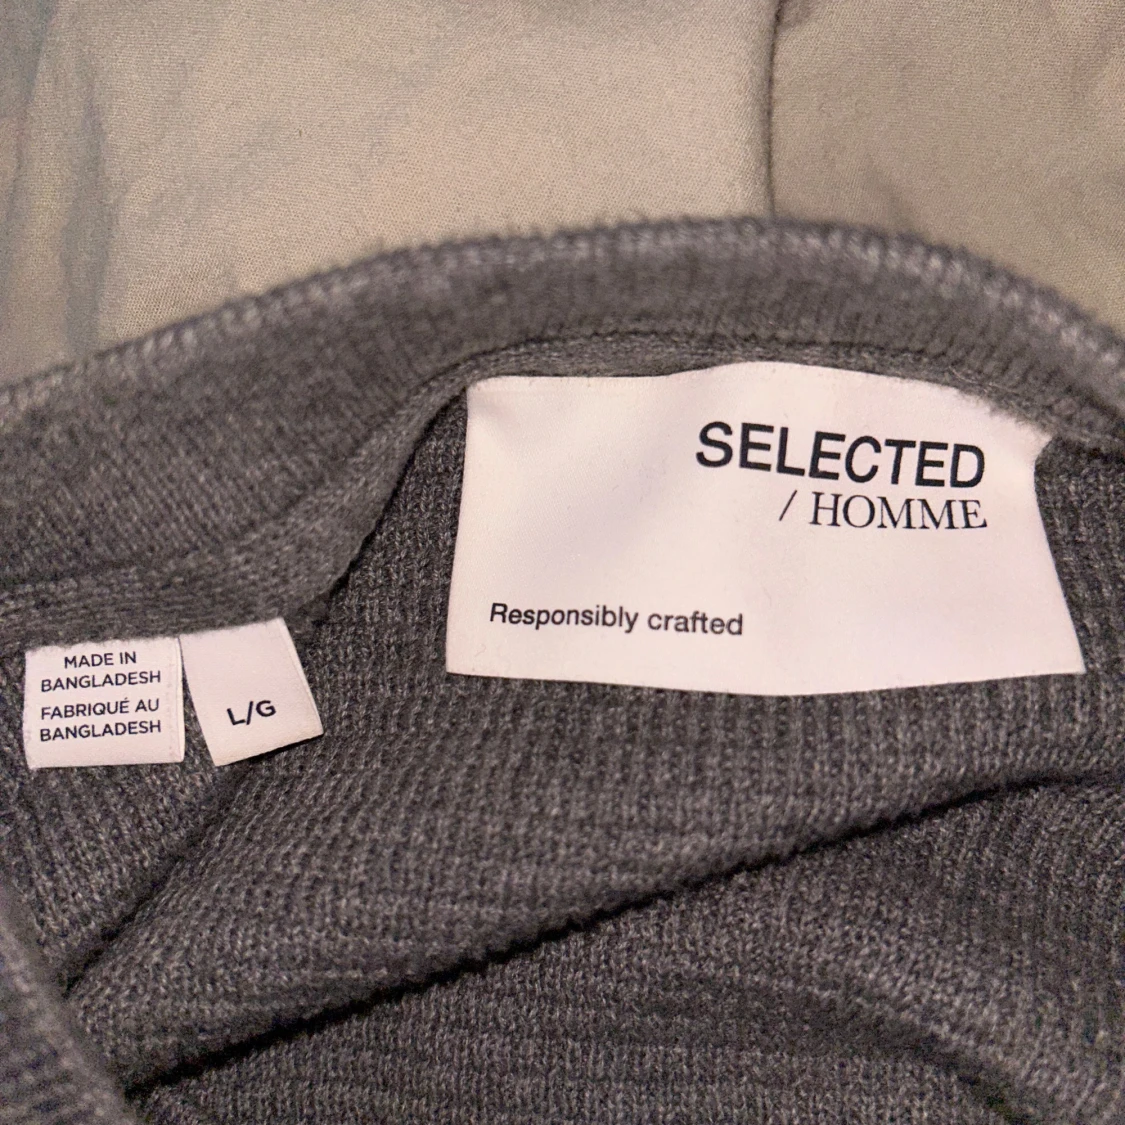 SELECTED
/ HOMME
Responsibly crafted
MADE IN
BANGLADESH
FABRIQUÉ AU
BANGLADESH
L/G